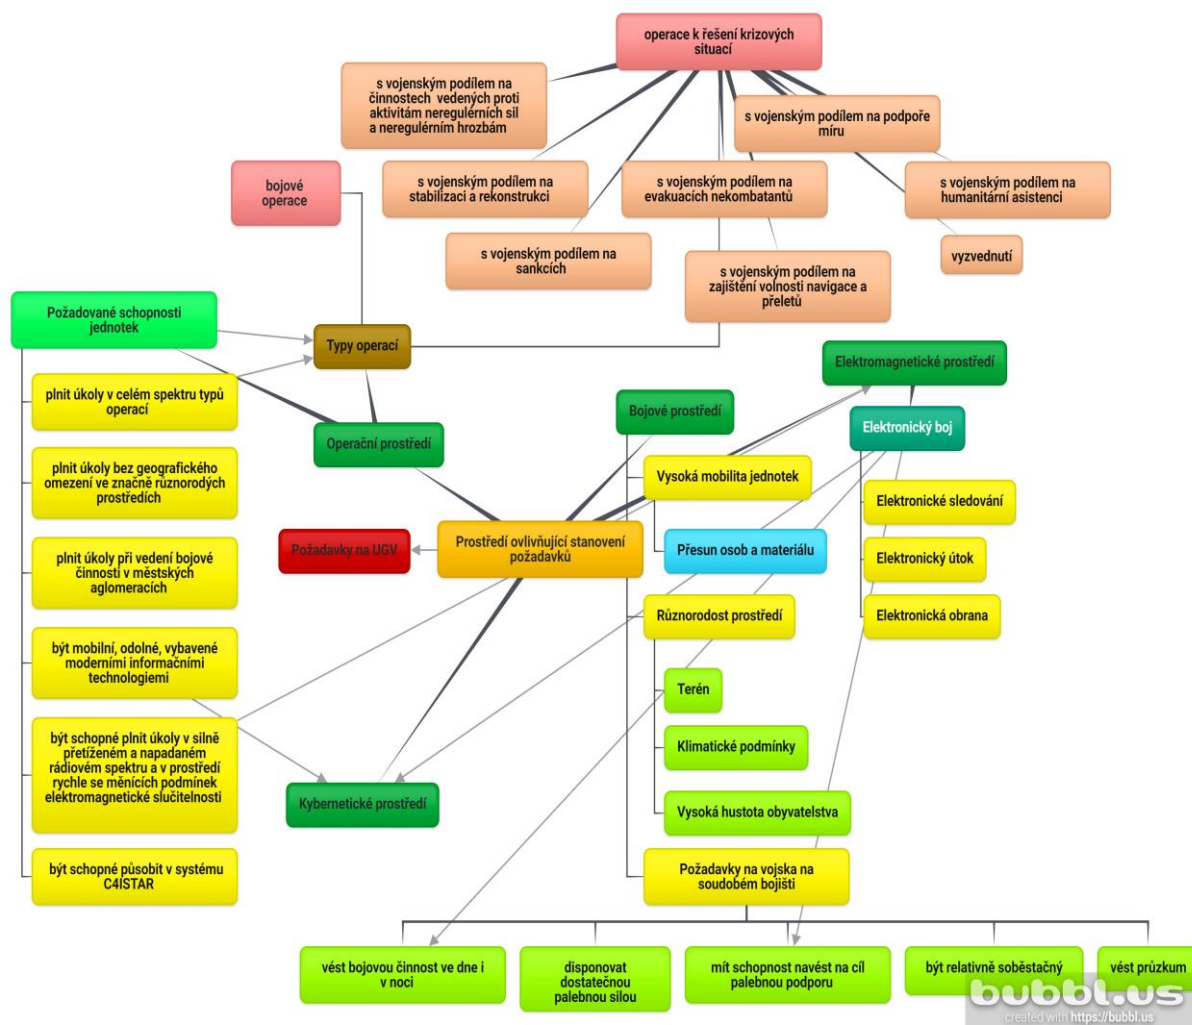 operace k řešení krizových
situací
s vojenským podílem na
činnostech vedených proti
aktivitám neregulérních sil
a neregulérním hrozbám
s vojenským podílem na podpoře
míru
bojové
operace
s vojenským podílem na
stabilizaci a rekonstrukci
s vojenským podílem na
evakuacích nekombatantů
s vojenským podílem na
humanitární asistenci
s vojenským podílem na
sankcích
vyzvednutí
s vojenským podílem na
zajištění volnosti navigace a
přeletů
Požadované schopnosti
jednotek
Typy operací
Elektromagnetické prostředí
plnit úkoly v celém spektru typů
operací
Bojové prostředí
Operační prostředí
Elektronický boj
plnit úkoly bez geografického
omezení ve značně různorodých
prostředích
Vysoká mobilita jednotek
Elektronické sledování
Požadavky na UGV
Prostředí ovlivňující stanovení
požadavků
Přesun osob a materiálu
Elektronický útok
plnit úkoly při vedení bojové
činnosti v městských
aglomeracích
Různorodost prostředí
Elektronická obrana
být mobilní, odolné, vybavené
moderními informačními
technologiemi
Terén
být schopné plnit úkoly v silně
přetíženém a napadaném
rádiovém spektru a v prostředí
rychle se měnících podmínek
elektromagnetické slučitelnosti
Klimatické podmínky
Kybernetické prostředí
Vysoká hustota obyvatelstva
být schopné působit v systému
C4ISTAR
Požadavky na vojska na
soudobém bojišti
vést bojovou činnost ve dne i
v noci
disponovat
dostatečnou
palebnou silou
mít schopnost navést na cíl
palebnou podporu
být relativně soběstačný
vést průzkum
bubbl.us
created with https://bubbl.us